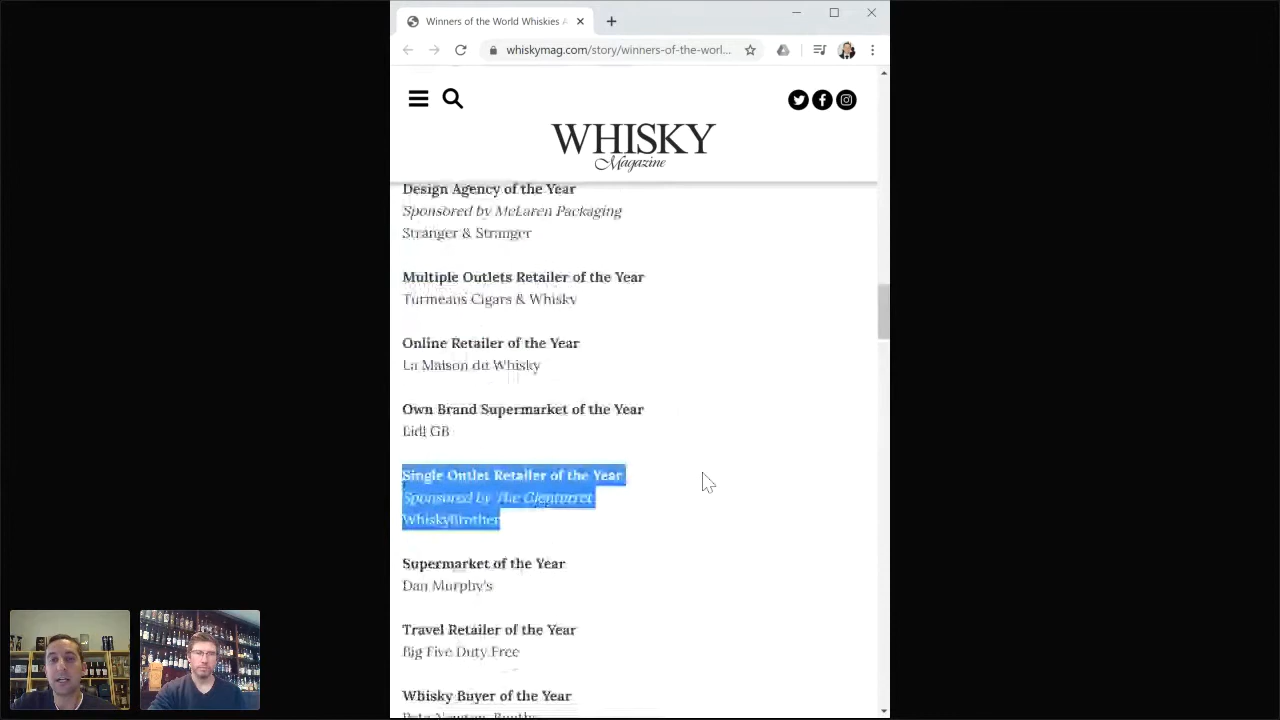 Winners of the World Whiskies A
whiskymag.com/story/winners-of-the-worl...
WHISKY
Magazine
Design Agency of the Year
Sponsored by McLaren Packaging
Stranger & Stranger
Multiple Outlets Retailer of the Year
Turmeaus Cigars & Whisky
Online Retailer of the Year
La Maison du Whisky
Own Brand Supermarket of the Year
Lidl GB
Single Outlet Retailer of the Year
Sponsored by The Glenturret
WhiskyBrother
Supermarket of the Year
Dan Murphy's
Travel Retailer of the Year
Big Five Duty Free
Whisky Buyer of the Year